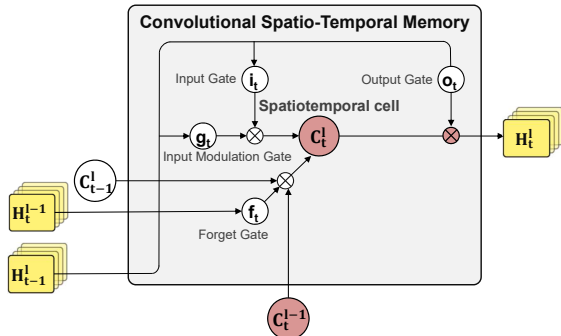 Convolutional Spatio-Temporal Memory
Input Gate
i_t
Output Gate
o_t
Spatiotemporal cell
g_t
C_t^l
H_t^l
Input Modulation Gate
C_{t-1}^l
H_t^{l-1}
f_t
Forget Gate
H_{t-1}^l
C_t^{l-1}